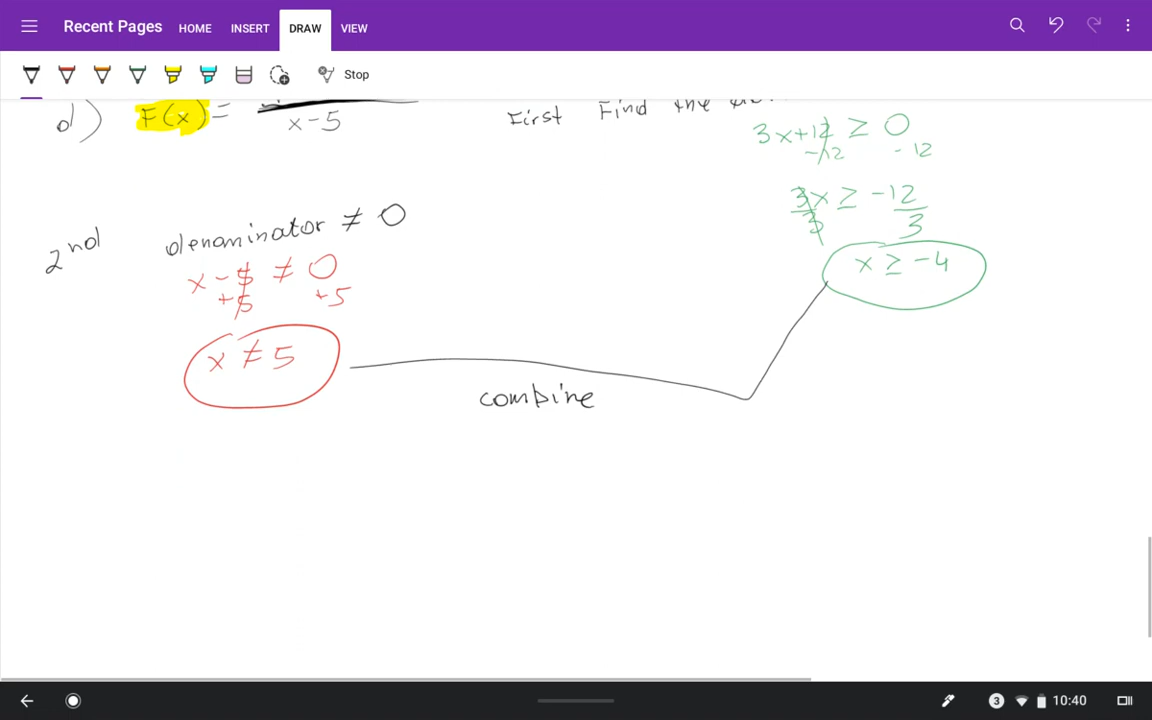 Recent Pages HOME INSERT DRAW VIEW
Stop
d) F(x) =
x-5
First Find the
3x+12 ≥ 0
-12 -12
3x ≥ -12
3 3
x ≥ -4
2nd denominator ≠ 0
x - 5 ≠ 0
+5 +5
x ≠ 5
combine
3 10:40